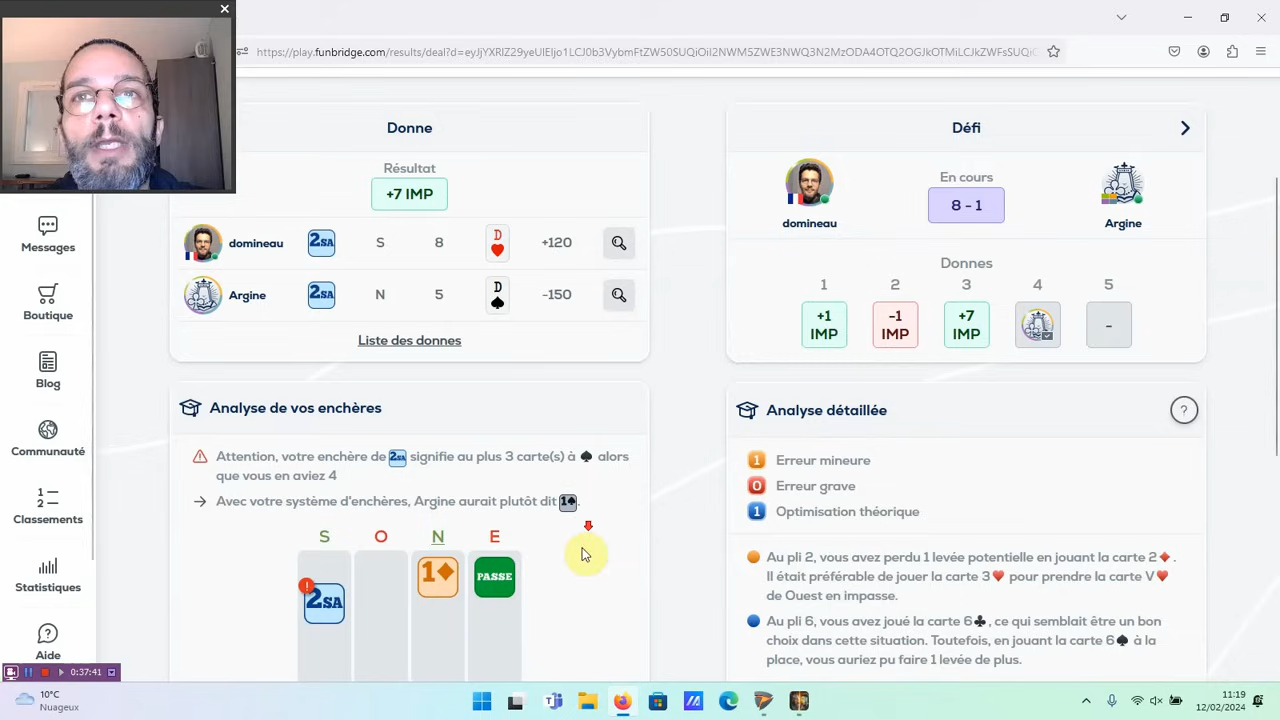 https://play.funbridge.com/results/deal?d=eyJjYXRlZ29yeUlEIjo1LCJ0b3VybmFtZW50SUQiOiI2NWM5ZWE3NWQ3N2MzODA4OTQ2OGJkOTMiLCJkZWFsSUQiO
Donne
Défi
Résultat
+7 IMP
En cours
8 - 1
domineau
Argine
domineau
2SA
S
8
D♥
+120
Argine
2SA
N
5
D♠
-150
Donnes
1
2
3
4
5
+1
IMP
-1
IMP
+7
IMP
-
Liste des donnes
Messages
Boutique
Blog
Communauté
1
2
Classements
Statistiques
?
Aide
Analyse de vos enchères
Attention, votre enchère de 2SA signifie au plus 3 carte(s) à ♠ alors
que vous en aviez 4
Avec votre système d'enchères, Argine aurait plutôt dit 1♠.
S
O
N
E
2SA
!
1♦
PASSE
Analyse détaillée
?
1 Erreur mineure
0 Erreur grave
1 Optimisation théorique
Au pli 2, vous avez perdu 1 levée potentielle en jouant la carte 2♦.
Il était préférable de jouer la carte 3♥ pour prendre la carte V♥
de Ouest en impasse.
Au pli 6, vous avez joué la carte 6♣, ce qui semblait être un bon
choix dans cette situation. Toutefois, en jouant la carte 6♠ à la
place, vous auriez pu faire 1 levée de plus.
0:37:41
10°C
Nuageux
11:19
12/02/2024